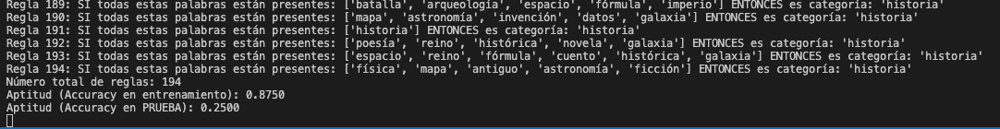 Regla 189: SI todas estas palabras están presentes: ['batalla', 'arqueología', 'espacio', 'fórmula', 'imperio'] ENTONCES es categoría: 'historia'
Regla 190: SI todas estas palabras están presentes: ['mapa', 'astronomía', 'invención', 'datos', 'galaxia'] ENTONCES es categoría: 'historia'
Regla 191: SI todas estas palabras están presentes: ['historia'] ENTONCES es categoría: 'historia'
Regla 192: SI todas estas palabras están presentes: ['poesía', 'reino', 'histórica', 'novela', 'galaxia'] ENTONCES es categoría: 'historia'
Regla 193: SI todas estas palabras están presentes: ['espacio', 'reino', 'fórmula', 'cuento', 'histórica', 'galaxia'] ENTONCES es categoría: 'historia'
Regla 194: SI todas estas palabras están presentes: ['física', 'mapa', 'antiguo', 'astronomía', 'ficción'] ENTONCES es categoría: 'historia'
Número total de reglas: 194
Aptitud (Accuracy en entrenamiento): 0.8750
Aptitud (Accuracy en PRUEBA): 0.2500